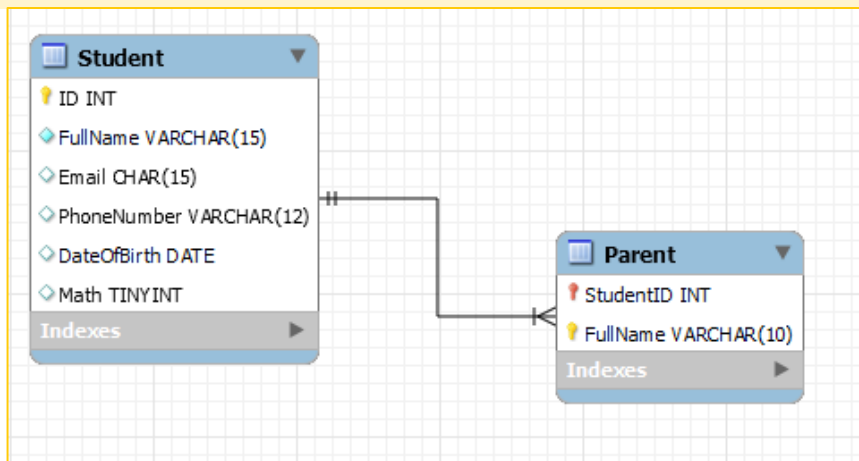 Student
ID INT
FullName VARCHAR(15)
Email CHAR(15)
PhoneNumber VARCHAR(12)
DateOfBirth DATE
Math TINYINT
Indexes
Parent
StudentID INT
FullName VARCHAR(10)
Indexes